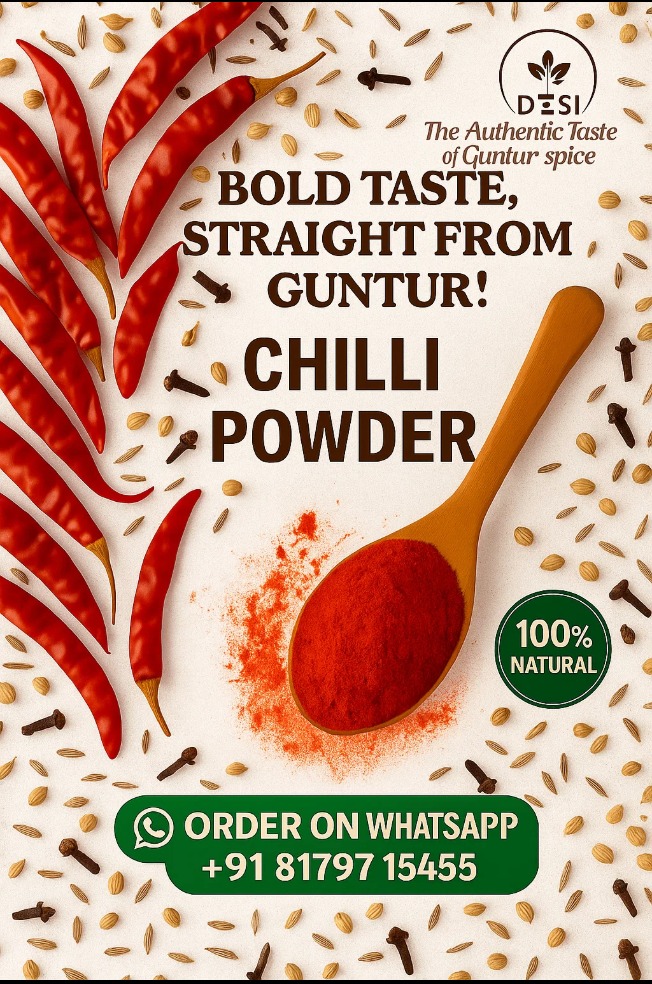 DESI
The Authentic Taste
of Guntur spice
BOLD TASTE,
STRAIGHT FROM
GUNTUR!
CHILLI
POWDER
100%
NATURAL
ORDER ON WHATSAPP
+91 81797 15455